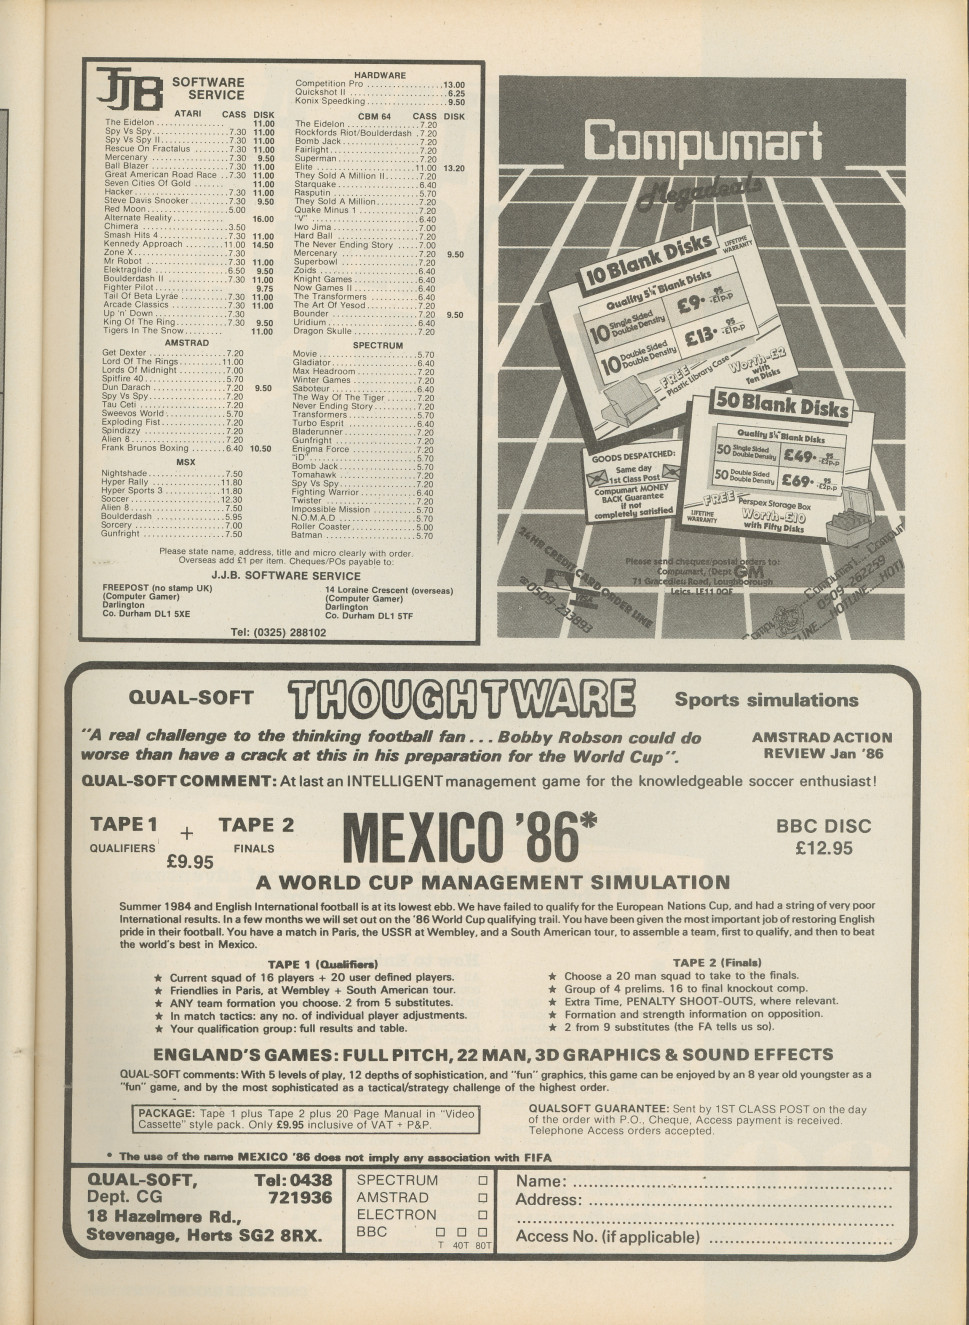 JJB SOFTWARE SERVICE
ATARI CASS DISK
The Eidelon .............. 11.00
Spy Vs Spy .............. 7.30 11.00
Spy Vs Spy II .............. 7.30 11.00
Rescue On Fractalus ........ 7.30 11.00
Mercenary .............. 7.30 9.50
Ball Blazer .............. 7.30 11.00
Great American Road Race .. 7.30 11.00
Seven Cities Of Gold ....... 11.00
Hacker .............. 7.30 11.00
Steve Davis Snooker ........ 7.30 9.50
Red Moon .............. 5.00
Alternate Reality .............. 16.00
Chimera .............. 3.50
Smash Hits 4 .............. 7.30 11.00
Kennedy Approach ......... 11.00 14.50
Zone X .............. 7.30
Mr Robot .............. 7.30 11.00
Elektraglide .............. 6.50 9.50
Boulderdash II .............. 7.30 11.00
Fighter Pilot .............. 9.75
Tail Of Beta Lyrae .......... 7.30 11.00
Arcade Classics ............ 7.30 11.00
Up 'n' Down .............. 7.30
King Of The Ring ........... 7.30 9.50
Tigers In The Snow .......... 11.00
AMSTRAD
Get Dexter .............. 7.20
Lord Of The Rings .......... 11.00
Lords Of Midnight .......... 7.00
Spitfire 40 .............. 5.70
Dun Darach .............. 7.20 9.50
Spy Vs Spy .............. 7.20
Tau Ceti .............. 7.20
Sweevos World .............. 5.70
Exploding Fist .............. 7.20
Spindizzy .............. 7.20
Alien 8 .............. 7.20
Frank Brunos Boxing ........ 6.40 10.50
MSX
Nightshade .............. 7.50
Hyper Rally .............. 11.80
Hyper Sports 3 .............. 11.80
Soccer .............. 12.30
Alien 8 .............. 7.50
Boulderdash .............. 5.95
Sorcery .............. 7.00
Gunfright .............. 7.50
HARDWARE
Competition Pro .............. 13.00
Quickshot II .............. 6.25
Konix Speedking .............. 9.50
CBM 64 CASS DISK
The Eidelon .............. 7.20
Rockfords Riot/Boulderdash . 7.20
Bomb Jack .............. 7.20
Fairlight .............. 7.20
Superman .............. 7.20
Elite .............. 11.00 13.20
They Sold A Million II ....... 7.20
Starquake .............. 6.40
Rasputin .............. 5.70
They Sold A Million ......... 7.20
Quake Minus 1 .............. 7.20
"V" .............. 6.40
Iwo Jima .............. 7.00
Hard Ball .............. 7.20
The Never Ending Story ..... 7.00
Mercenary .............. 7.20 9.50
Superbowl .............. 7.20
Zoids .............. 6.40
Knight Games .............. 6.40
Now Games II .............. 6.40
The Transformers ........... 6.40
The Art Of Yesod ........... 7.20
Bounder .............. 7.20 9.50
Uridium .............. 6.40
Dragon Skulle .............. 7.20
SPECTRUM
Movie .............. 5.70
Gladiator .............. 6.40
Max Headroom .............. 7.20
Winter Games .............. 7.20
Saboteur .............. 6.40
The Way Of The Tiger ....... 7.20
Never Ending Story ......... 7.20
Transformers .............. 5.70
Turbo Esprit .............. 6.40
Bladerunner .............. 7.20
Gunfright .............. 7.20
Enigma Force .............. 7.20
"iD" .............. 5.70
Bomb Jack .............. 5.70
Tomahawk .............. 7.20
Spy Vs Spy .............. 7.20
Fighting Warrior .............. 6.40
Twister .............. 7.20
Impossible Mission ......... 5.70
N.O.M.A.D .............. 5.70
Roller Coaster .............. 5.00
Batman .............. 5.70
Please state name, address, title and micro clearly with order.
Overseas add £1 per item. Cheques/POs payable to:
J.J.B. SOFTWARE SERVICE
FREEPOST (no stamp UK)
(Computer Gamer)
Darlington
Co. Durham DL1 5XE
14 Loraine Crescent (overseas)
(Computer Gamer)
Darlington
Co. Durham DL1 5TF
Tel: (0325) 288102
Compumart
Megadeals
10 Blank Disks
LIFETIME WARRANTY
Quality 5¼" Blank Disks
10 Single Sided Double Density £9.95 +£1p.p
10 Double Sided Double Density £13.95 +£1p.p
FREE Plastic Library Case Worth-£2 with Ten Disks
50 Blank Disks
Quality 5¼" Blank Disks
50 Single Sided Double Density £49.95
50 Double Sided Double Density £69.95
FREE Perspex Storage Box
Worth-£10
with Fifty Disks
LIFETIME WARRANTY
GOODS DESPATCHED:
Same day
1st Class Post
Compumart MONEY
BACK Guarantee
if not
completely satisfied
24 HR CREDIT CARD ORDER LINE
0509-233893
Please send cheques/postal orders to:
Compumart, (Dept GM
71 Gracedieu Road, Loughborough
Leics. LE11 0QF
0509-262259
QUAL-SOFT THOUGHTWARE Sports simulations
"A real challenge to the thinking football fan... Bobby Robson could do
worse than have a crack at this in his preparation for the World Cup".
AMSTRAD ACTION
REVIEW Jan '86
QUAL-SOFT COMMENT: At last an INTELLIGENT management game for the knowledgeable soccer enthusiast!
TAPE 1 + TAPE 2
QUALIFIERS FINALS
£9.95
MEXICO '86*
BBC DISC
£12.95
A WORLD CUP MANAGEMENT SIMULATION
Summer 1984 and English International football is at its lowest ebb. We have failed to qualify for the European Nations Cup, and had a string of very poor
International results. In a few months we will set out on the '86 World Cup qualifying trail. You have been given the most important job of restoring English
pride in their football. You have a match in Paris, the USSR at Wembley, and a South American tour, to assemble a team, first to qualify, and then to beat
the world's best in Mexico.
TAPE 1 (Qualifiers)
★ Current squad of 16 players + 20 user defined players.
★ Friendlies in Paris, at Wembley + South American tour.
★ ANY team formation you choose. 2 from 5 substitutes.
★ In match tactics: any no. of individual player adjustments.
★ Your qualification group: full results and table.
TAPE 2 (Finals)
★ Choose a 20 man squad to take to the finals.
★ Group of 4 prelims. 16 to final knockout comp.
★ Extra Time, PENALTY SHOOT-OUTS, where relevant.
★ Formation and strength information on opposition.
★ 2 from 9 substitutes (the FA tells us so).
ENGLAND'S GAMES: FULL PITCH, 22 MAN, 3D GRAPHICS & SOUND EFFECTS
QUAL-SOFT comments: With 5 levels of play, 12 depths of sophistication, and "fun" graphics, this game can be enjoyed by an 8 year old youngster as a
"fun" game, and by the most sophisticated as a tactical/strategy challenge of the highest order.
PACKAGE: Tape 1 plus Tape 2 plus 20 Page Manual in "Video
Cassette" style pack. Only £9.95 inclusive of VAT + P&P.
QUALSOFT GUARANTEE: Sent by 1ST CLASS POST on the day
of the order with P.O., Cheque, Access payment is received.
Telephone Access orders accepted.
* The use of the name MEXICO '86 does not imply any association with FIFA
QUAL-SOFT, Tel: 0438
Dept. CG 721936
18 Hazelmere Rd.,
Stevenage, Herts SG2 8RX.
SPECTRUM □
AMSTRAD □
ELECTRON □
BBC □ □ □
T 40T 80T
Name: ..............
Address: ..............
..............
Access No. (if applicable) ..............